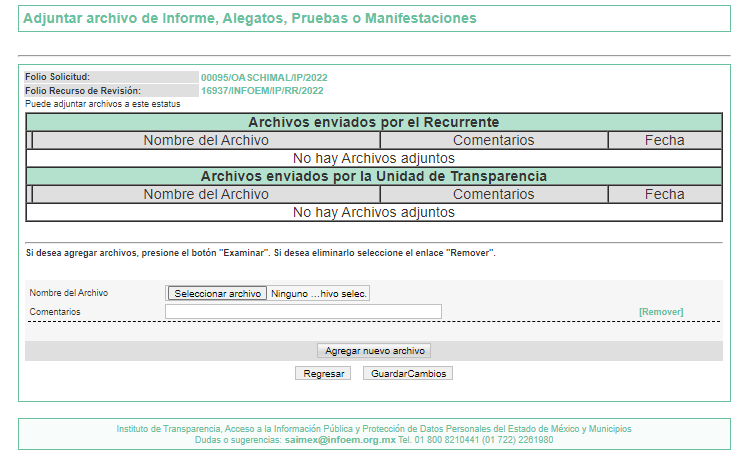 Adjuntar archivo de Informe, Alegatos, Pruebas o Manifestaciones
Folio Solicitud: 00095/OASCHIMAL/IP/2022
Folio Recurso de Revisión: 16937/INFOEM/IP/RR/2022
Puede adjuntar archivos a este estatus
Archivos enviados por el Recurrente
Nombre del Archivo Comentarios Fecha
No hay Archivos adjuntos
Archivos enviados por la Unidad de Transparencia
Nombre del Archivo Comentarios Fecha
No hay Archivos adjuntos
Si desea agregar archivos, presione el botón "Examinar". Si desea eliminarlo seleccione el enlace "Remover".
Nombre del Archivo Seleccionar archivo Ninguno ...hivo selec.
Comentarios [Remover]
Agregar nuevo archivo
Regresar GuardarCambios
Instituto de Transparencia, Acceso a la Información Pública y Protección de Datos Personales del Estado de México y Municipios
Dudas o sugerencias: saimex@infoem.org.mx Tel. 01 800 8210441 (01 722) 2261980